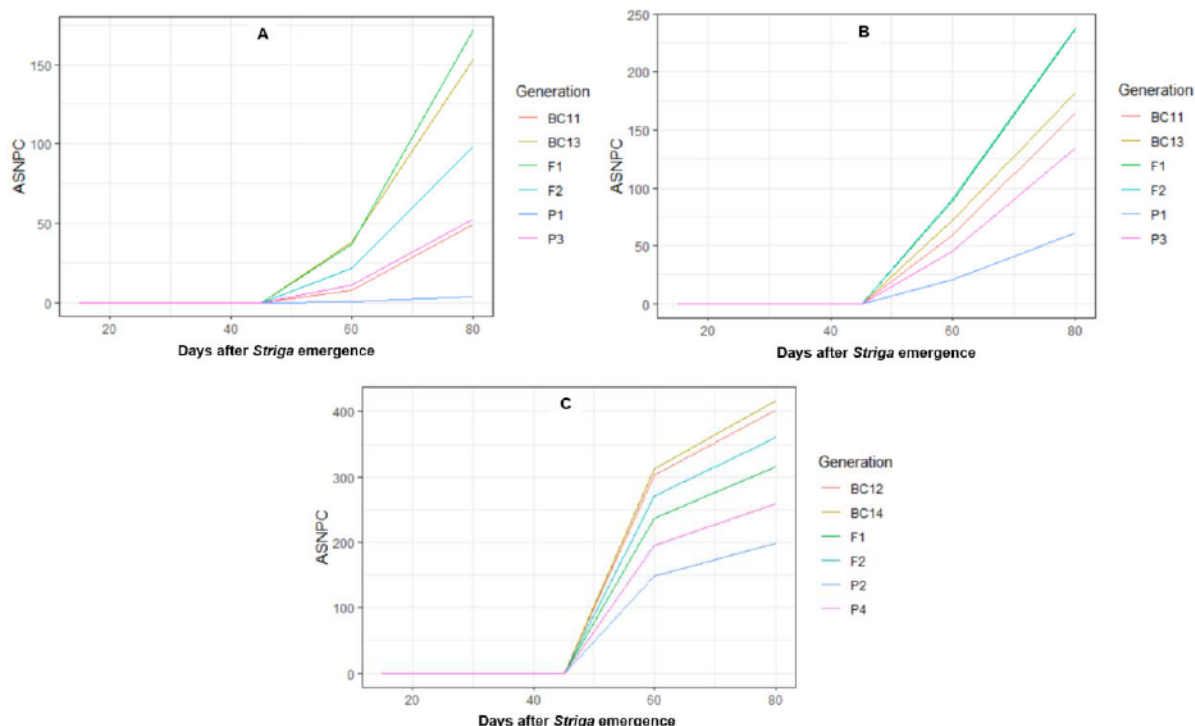 A
ASNPC
150
100
50
0
20 40 60 80
Days after Striga emergence
Generation
BC11
BC13
F1
F2
P1
P3
B
ASNPC
250
200
150
100
50
0
20 40 60 80
Days after Striga emergence
Generation
BC11
BC13
F1
F2
P1
P3
C
ASNPC
400
300
200
100
0
20 40 60 80
Days after Striga emergence
Generation
BC12
BC14
F1
F2
P2
P4